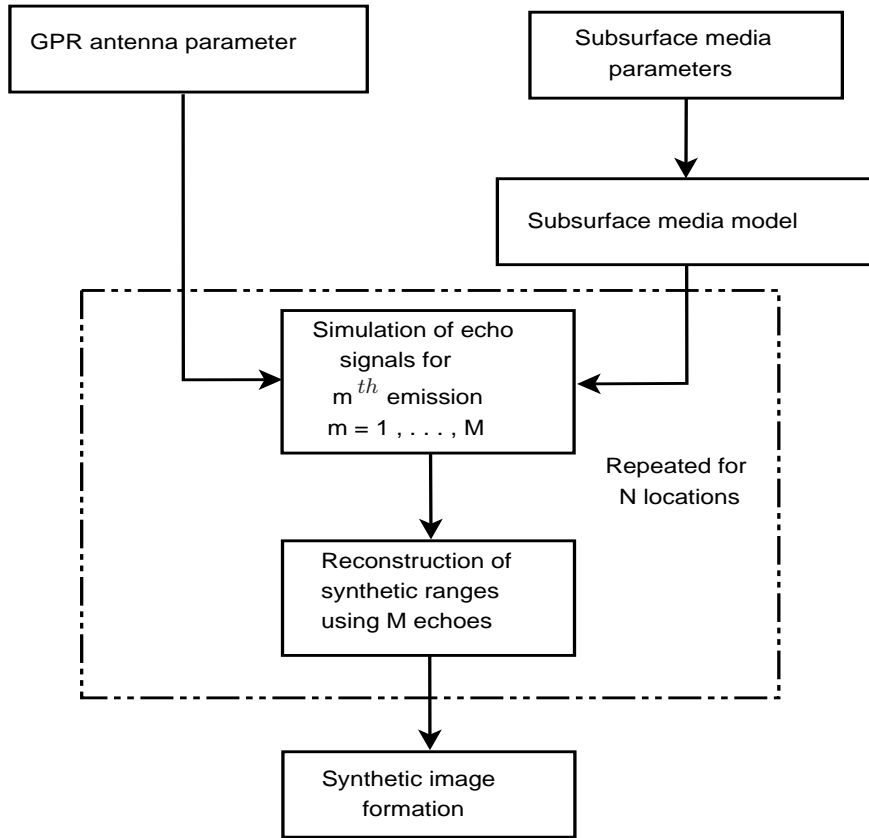 GPR antenna parameter
Subsurface media
parameters
Subsurface media model
Simulation of echo
signals for
m^th emission
m = 1 , . . . , M
Repeated for
N locations
Reconstruction of
synthetic ranges
using M echoes
Synthetic image
formation